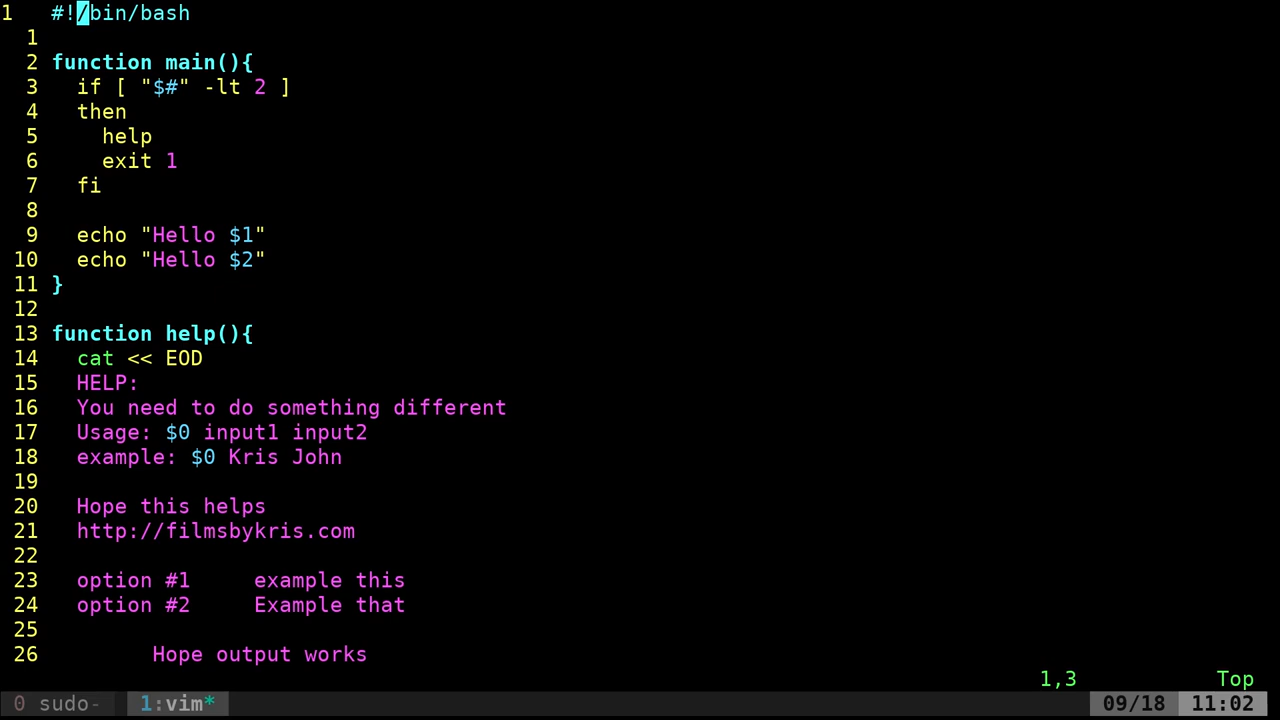 1   #!/bin/bash
  1
  2 function main(){
  3   if [ "$#" -lt 2 ]
  4   then
  5     help
  6     exit 1
  7   fi
  8
  9   echo "Hello $1"
 10   echo "Hello $2"
 11 }
 12
 13 function help(){
 14   cat << EOD
 15   HELP:
 16   You need to do something different
 17   Usage: $0 input1 input2
 18   example: $0 Kris John
 19
 20   Hope this helps
 21   http://filmsbykris.com
 22
 23   option #1     example this
 24   option #2     Example that
 25
 26         Hope output works
1,3           Top
0 sudo-  1:vim*  09/18  11:02